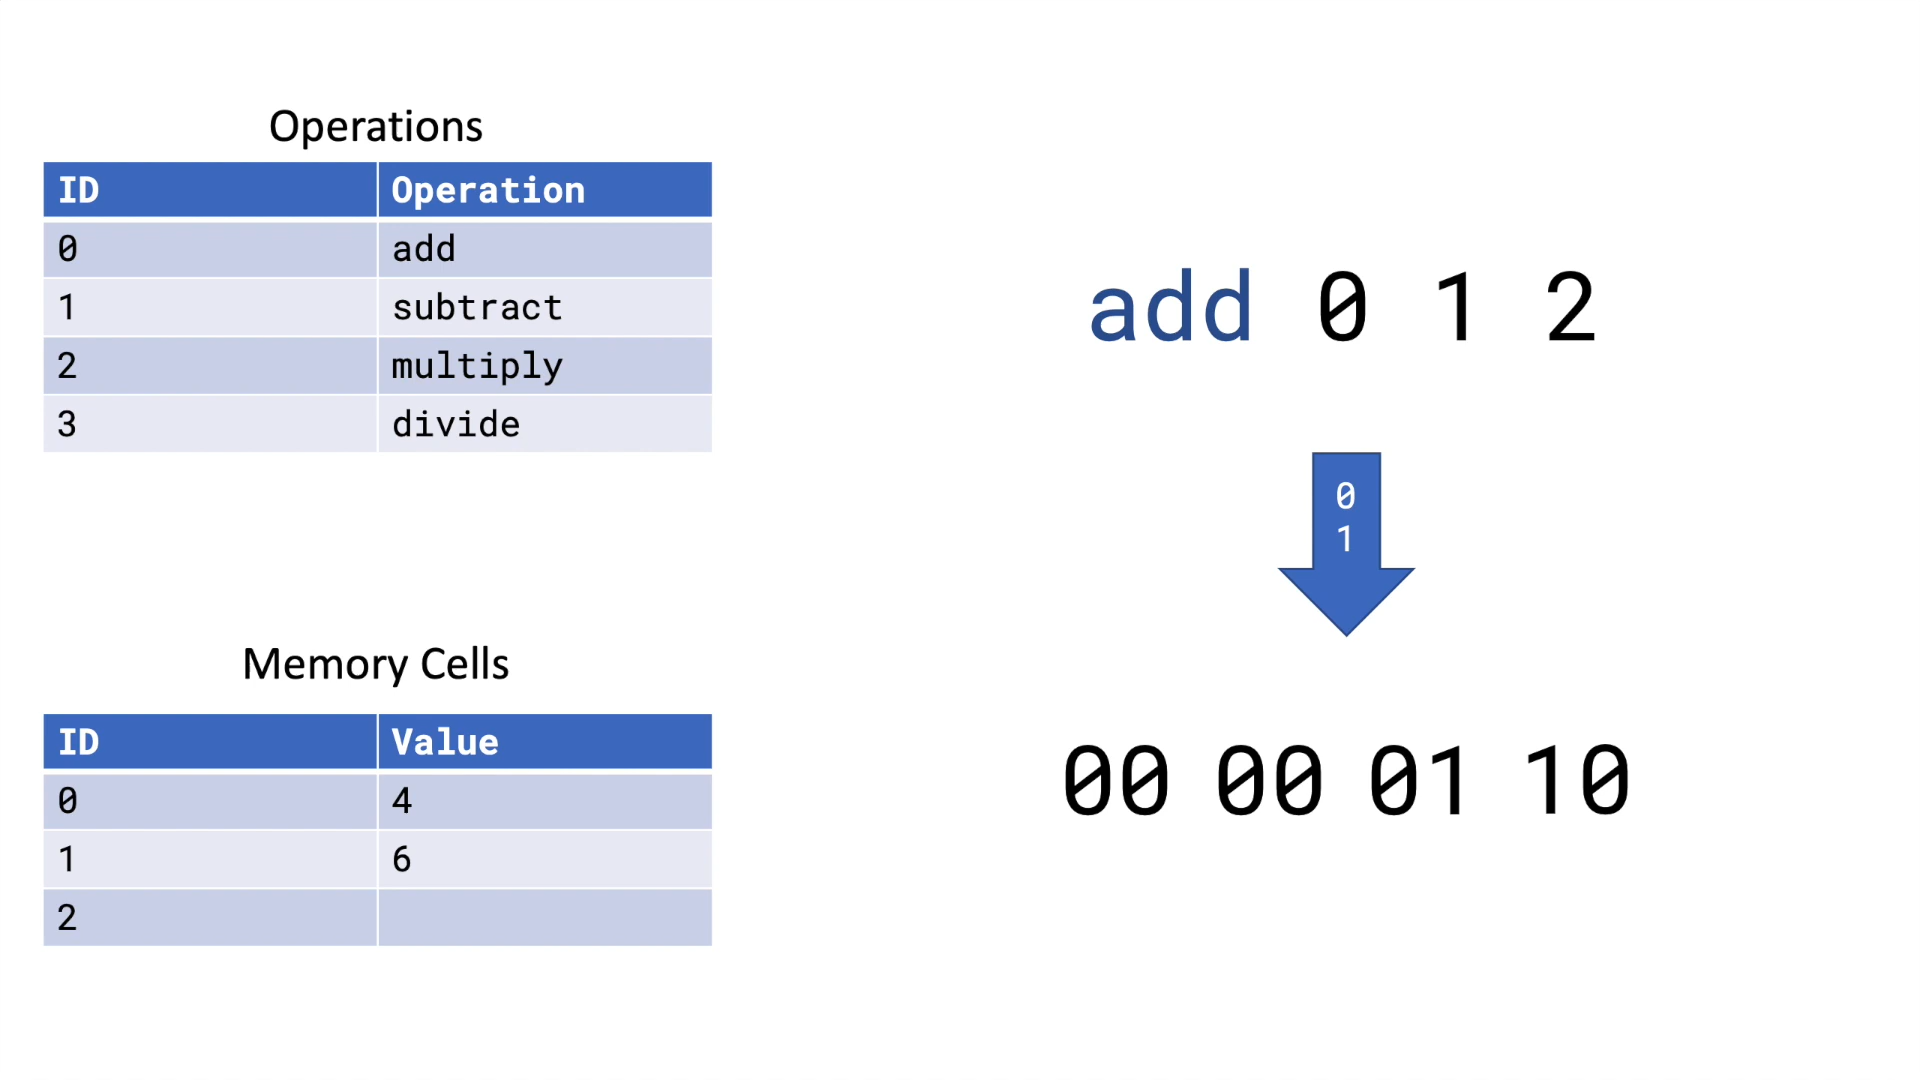 Operations
ID Operation
0 add
1 subtract
2 multiply
3 divide
Memory Cells
ID Value
0 4
1 6
2
add 0 1 2
0
1
00 00 01 10